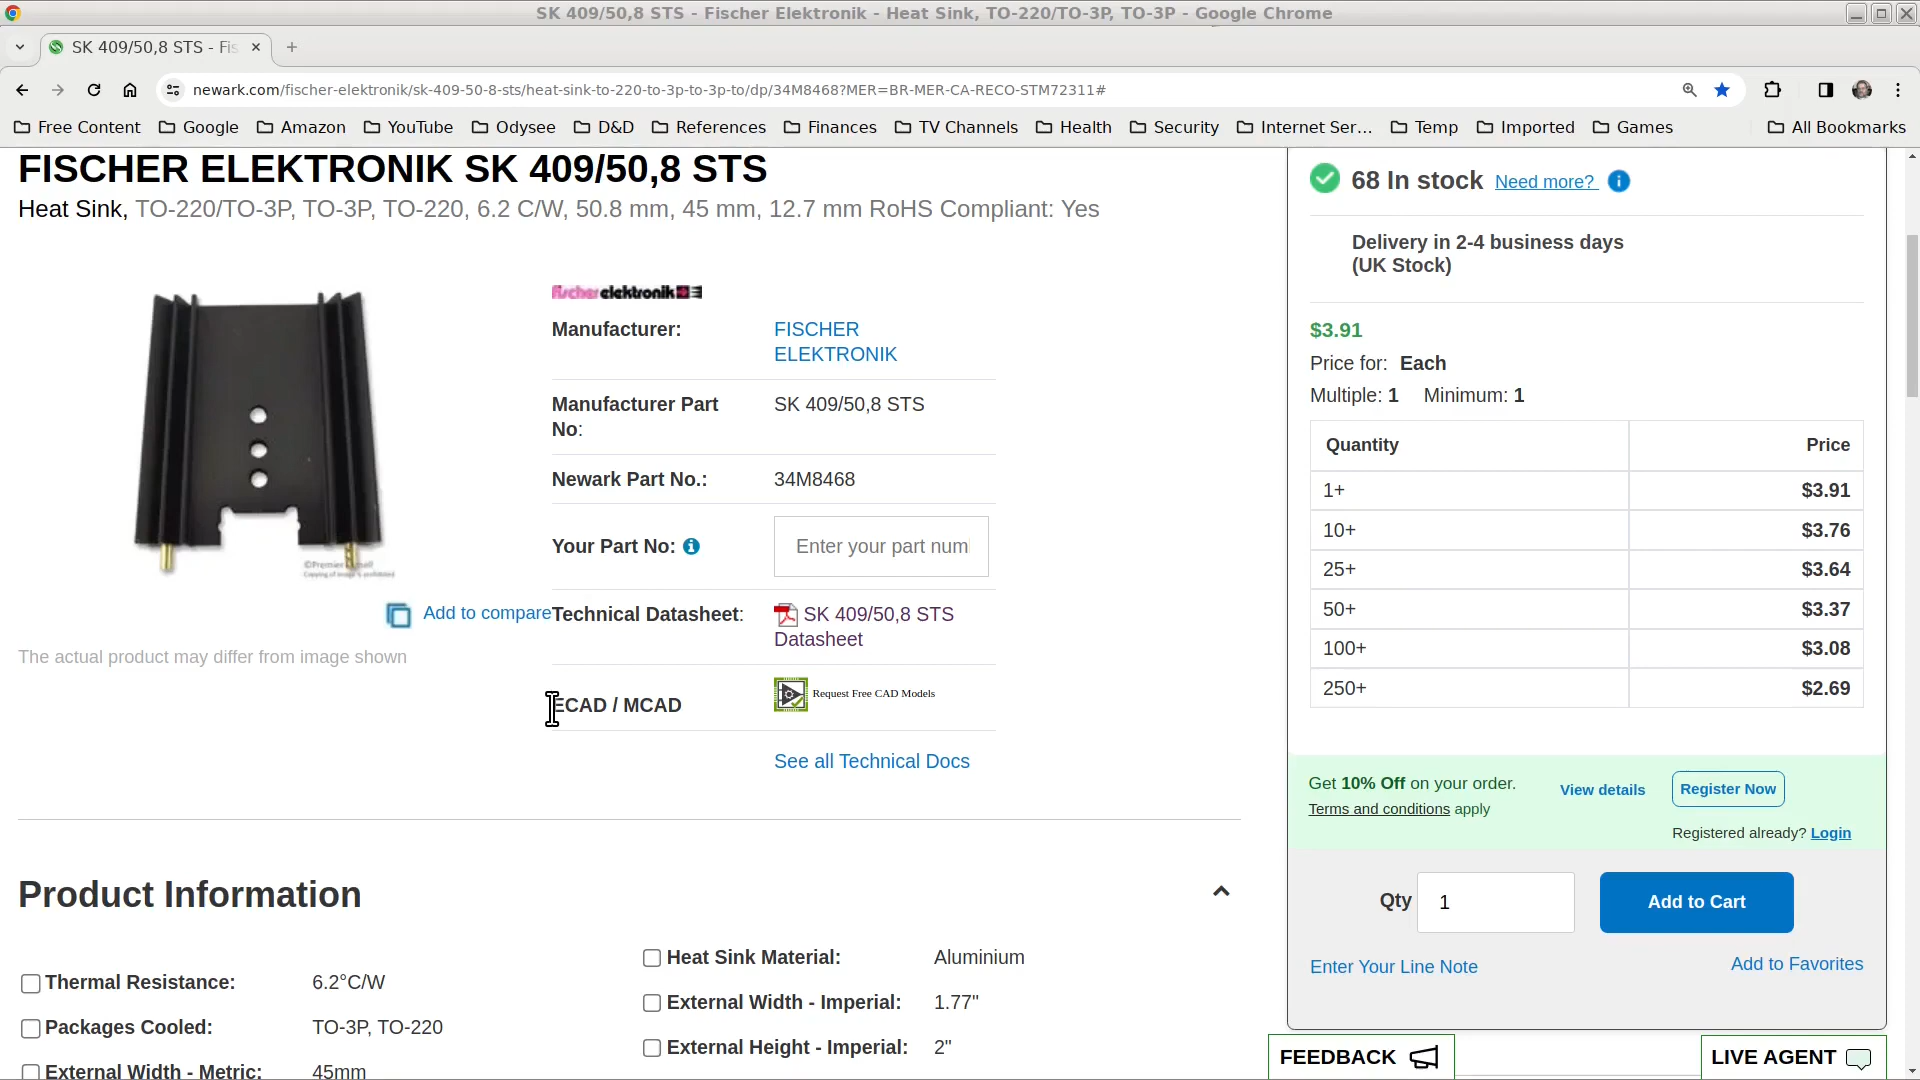 SK 409/50,8 STS - Fischer Elektronik - Heat Sink, TO-220/TO-3P, TO-3P - Google Chrome
SK 409/50,8 STS - Fis
newark.com/fischer-elektronik/sk-409-50-8-sts/heat-sink-to-220-to-3p-to-3p-to/dp/34M8468?MER=BR-MER-CA-RECO-STM72311#
Free Content Google Amazon YouTube Odysee D&D References Finances TV Channels Health Security Internet Ser... Temp Imported Games All Bookmarks
FISCHER ELEKTRONIK SK 409/50,8 STS
Heat Sink, TO-220/TO-3P, TO-3P, TO-220, 6.2 C/W, 50.8 mm, 45 mm, 12.7 mm RoHS Compliant: Yes
©Premier Farnell
Copying of image is prohibited
Add to compare
The actual product may differ from image shown
fischer elektronik
Manufacturer: FISCHER
ELEKTRONIK
Manufacturer Part SK 409/50,8 STS
No:
Newark Part No.: 34M8468
Your Part No: Enter your part num
Technical Datasheet: SK 409/50,8 STS
Datasheet
ECAD / MCAD Request Free CAD Models
See all Technical Docs
Product Information
Thermal Resistance: 6.2°C/W
Packages Cooled: TO-3P, TO-220
External Width - Metric: 45mm
Heat Sink Material: Aluminium
External Width - Imperial: 1.77"
External Height - Imperial: 2"
68 In stock Need more?
Delivery in 2-4 business days
(UK Stock)
$3.91
Price for: Each
Multiple: 1 Minimum: 1
Quantity Price
1+ $3.91
10+ $3.76
25+ $3.64
50+ $3.37
100+ $3.08
250+ $2.69
Get 10% Off on your order. View details Register Now
Terms and conditions apply
Registered already? Login
Qty 1 Add to Cart
Enter Your Line Note Add to Favorites
FEEDBACK LIVE AGENT